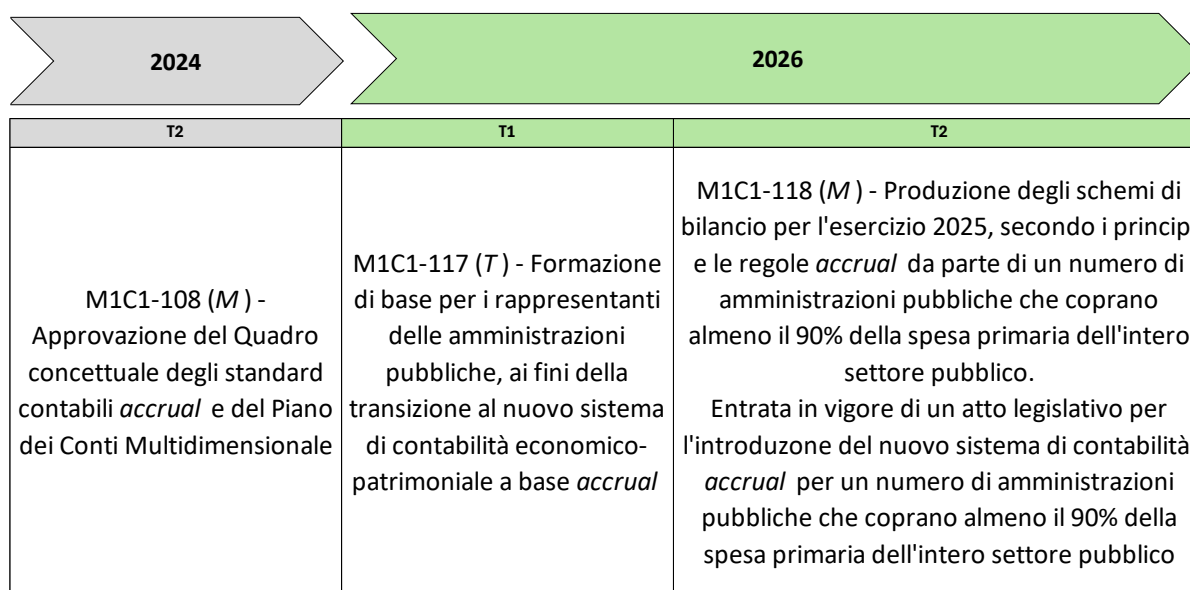 2024
2026
T2
T1
T2
M1C1-108 (M ) -
Approvazione del Quadro
concettuale degli standard
contabili accrual e del Piano
dei Conti Multidimensionale
M1C1-117 (T ) - Formazione
di base per i rappresentanti
delle amministrazioni
pubbliche, ai fini della
transizione al nuovo sistema
di contabilità economico-
patrimoniale a base accrual
M1C1-118 (M ) - Produzione degli schemi di
bilancio per l'esercizio 2025, secondo i princip
e le regole accrual da parte di un numero di
amministrazioni pubbliche che coprano
almeno il 90% della spesa primaria dell'intero
settore pubblico.
Entrata in vigore di un atto legislativo per
l'introduzone del nuovo sistema di contabilità
accrual per un numero di amministrazioni
pubbliche che coprano almeno il 90% della
spesa primaria dell'intero settore pubblico